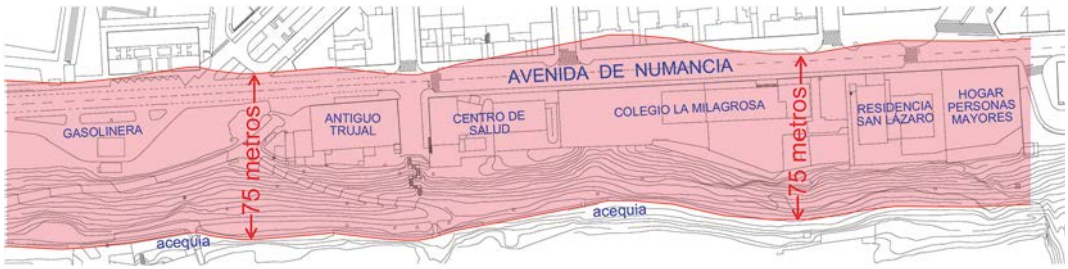 AVENIDA DE NUMANCIA
GASOLINERA
75 metros
ANTIGUO
TRUJAL
CENTRO DE
SALUD
COLEGIO LA MILAGROSA
75 metros
RESIDENCIA
SAN LÁZARO
HOGAR
PERSONAS
MAYORES
acequia
acequia